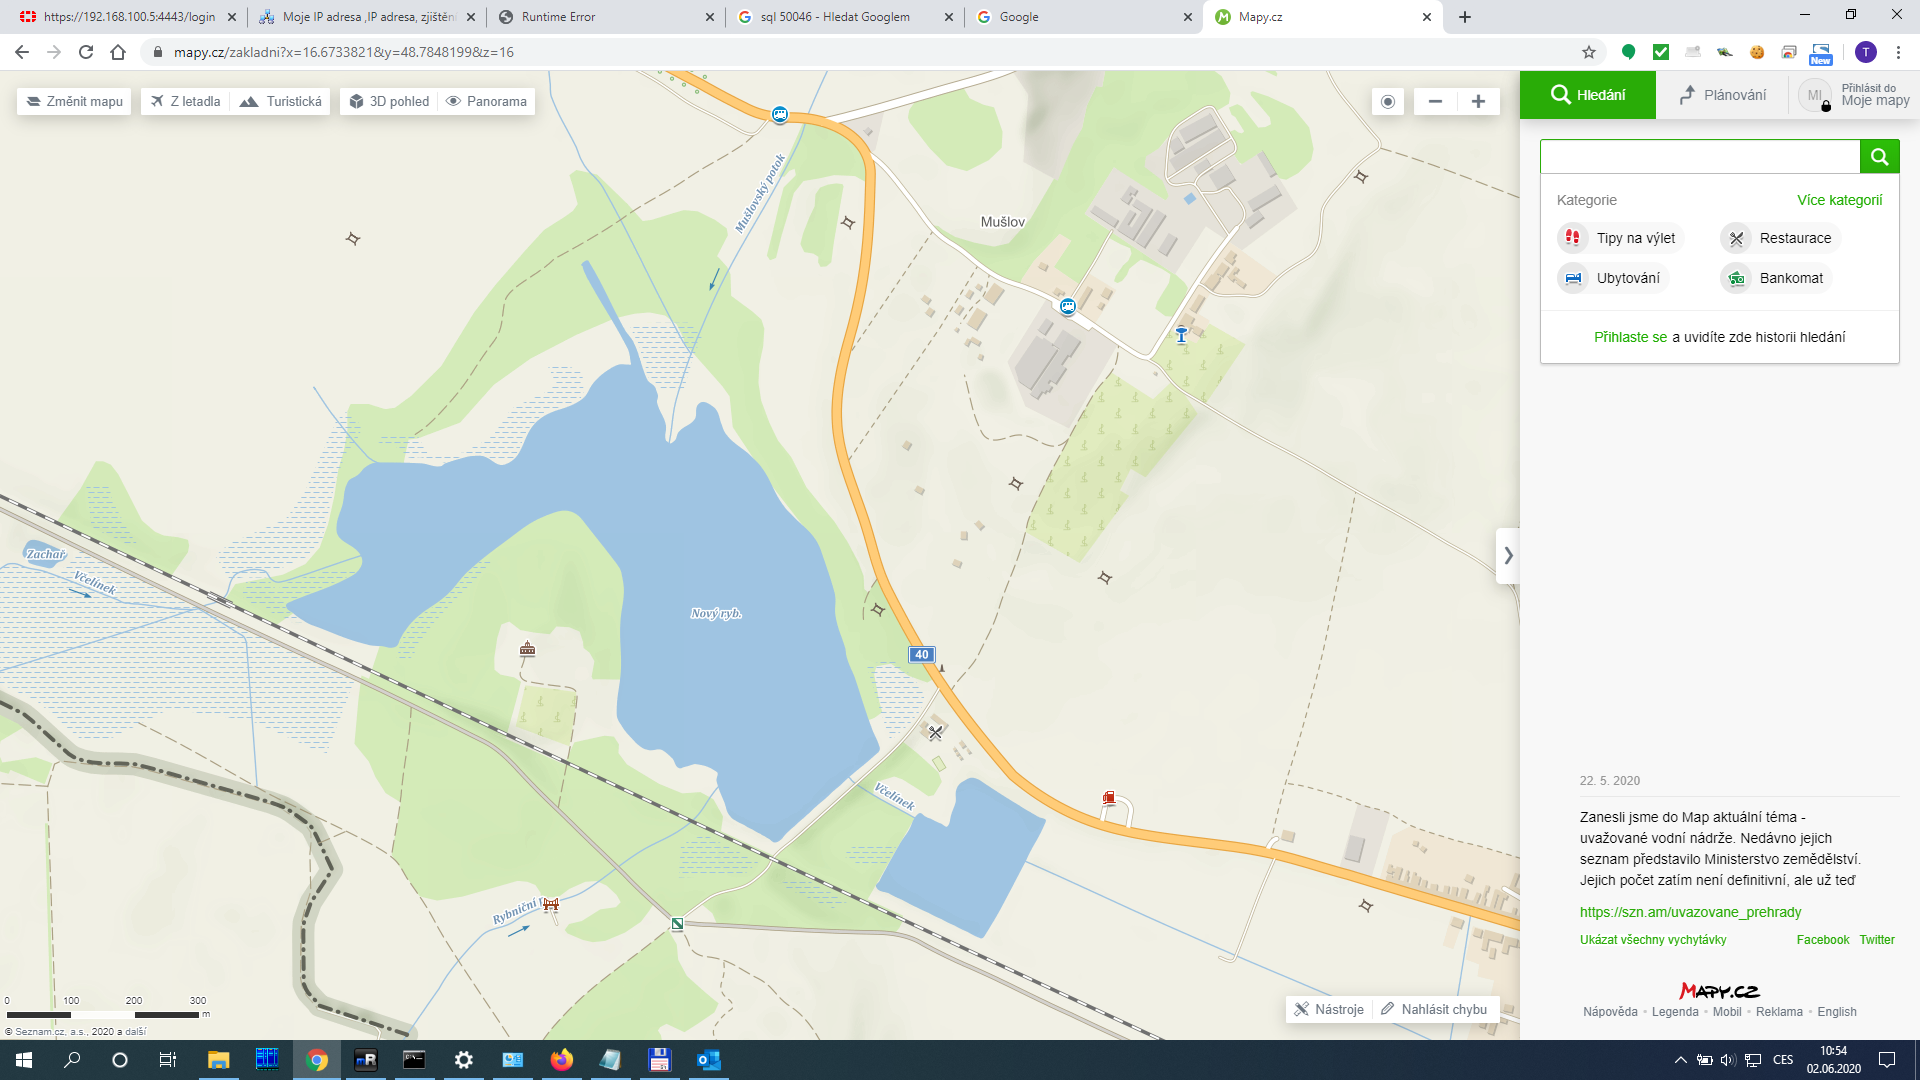 https://192.168.100.5:4443/login
Moje IP adresa ,IP adresa, zjištění
Runtime Error
sql 50046 - Hledat Googlem
Google
Mapy.cz
mapy.cz/zakladni?x=16.6733821&y=48.7848199&z=16
New
T
Změnit mapu
Z letadla
Turistická
3D pohled
Panorama
Hledání
Plánování
MI
Přihlásit do
Moje mapy
Kategorie
Více kategorií
Tipy na výlet
Restaurace
Ubytování
Bankomat
Přihlaste se a uvidíte zde historii hledání
Mušlovský potok
Mušlov
Zachař
Včelínek
Nový ryb.
40
Včelínek
Rybniční
22. 5. 2020
Zanesli jsme do Map aktuální téma -
uvažované vodní nádrže. Nedávno jejich
seznam představilo Ministerstvo zemědělství.
Jejich počet zatím není definitivní, ale už teď
https://szn.am/uvazovane_prehrady
Ukázat všechny vychytávky
Facebook
Twitter
MAPY.CZ
Nápověda • Legenda • Mobil • Reklama • English
0 100 200 300
m
© Seznam.cz, a.s., 2020 a další
Nástroje
Nahlásit chybu
CES
10:54
02.06.2020